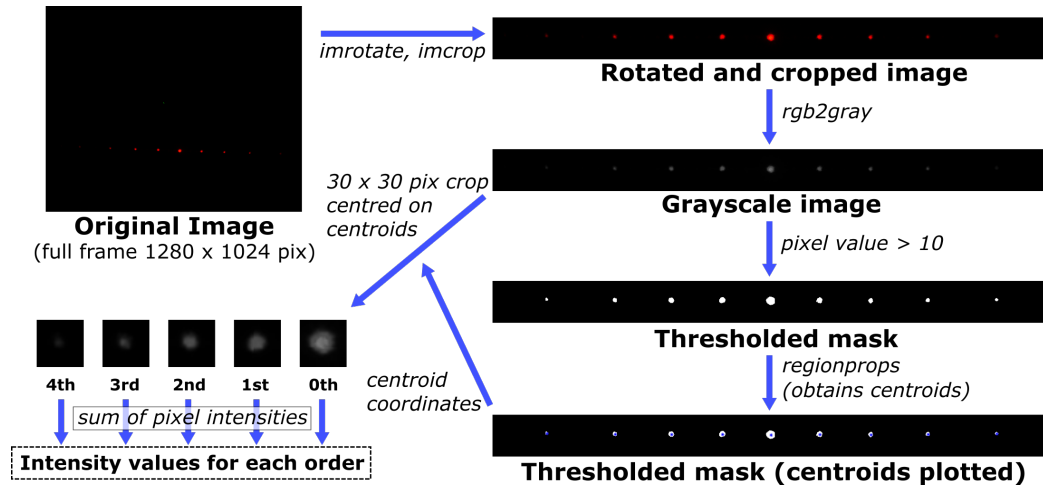 imrotate, imcrop
Rotated and cropped image
rgb2gray
Grayscale image
pixel value > 10
Thresholded mask
regionprops
(obtains centroids)
Thresholded mask (centroids plotted)
Original Image
(full frame 1280 x 1024 pix)
30 x 30 pix crop
centred on
centroids
centroid
coordinates
4th 3rd 2nd 1st 0th
sum of pixel intensities
Intensity values for each order